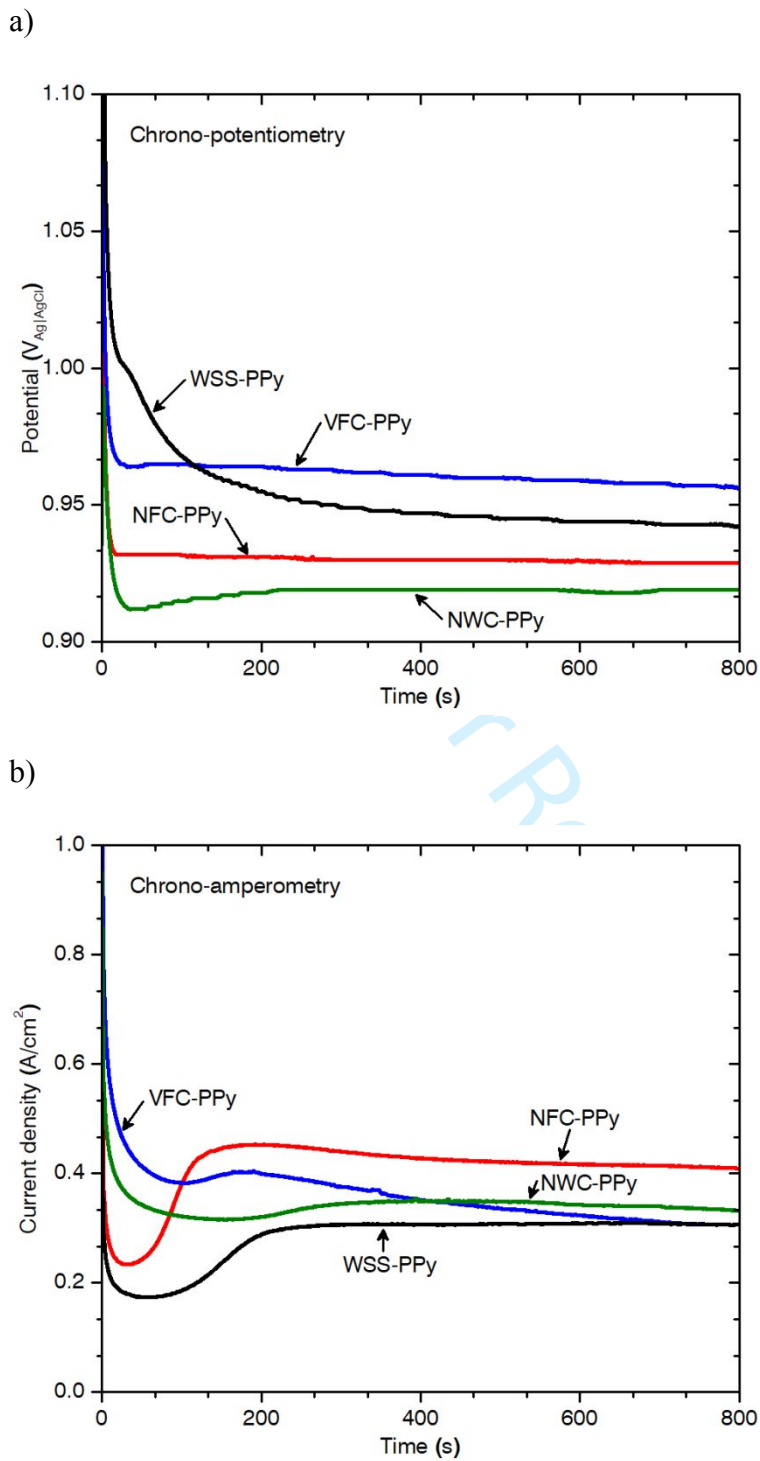 a)
1.10
Chrono-potentiometry
1.05
Potential (V_Ag|AgCl)
1.00
WSS-PPy
VFC-PPy
0.95
NFC-PPy
NWC-PPy
0.90
0 200 400 600 800
Time (s)
b)
1.0
Chrono-amperometry
0.8
Current density (A/cm²)
0.6
VFC-PPy
NFC-PPy
0.4
NWC-PPy
WSS-PPy
0.2
0.0
0 200 400 600 800
Time (s)